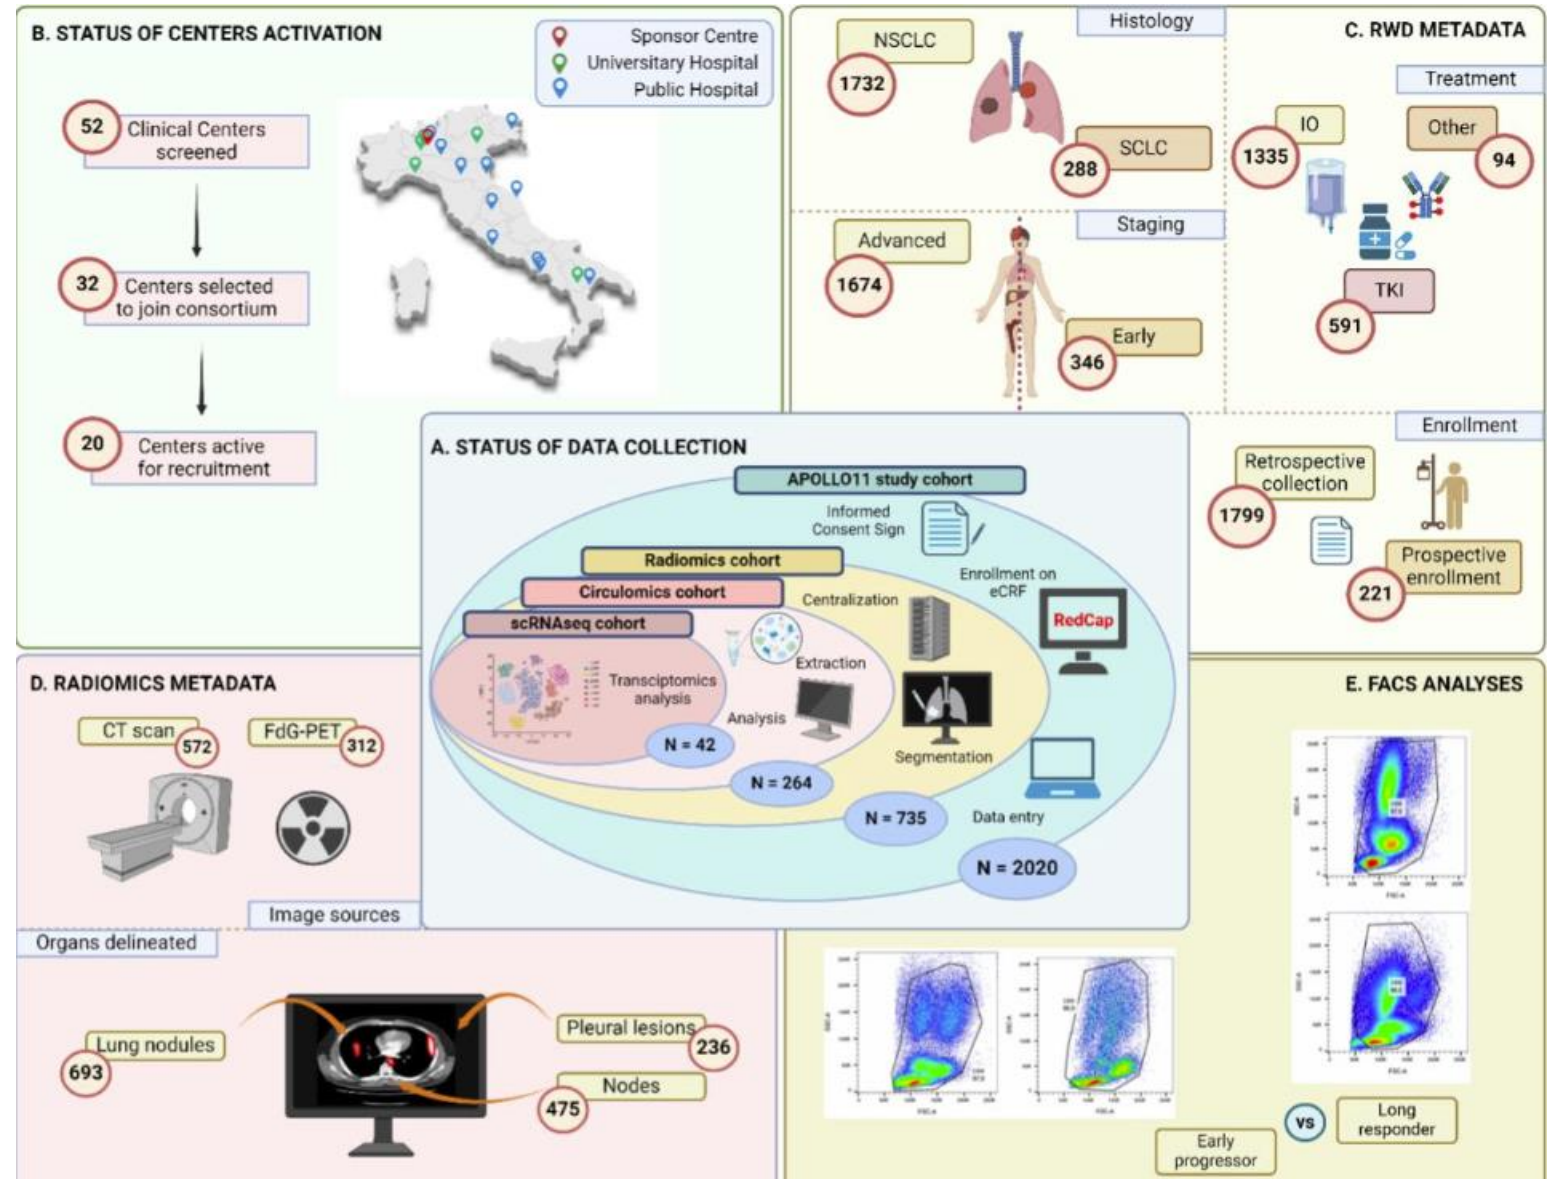 B. STATUS OF CENTERS ACTIVATION
Sponsor Centre
Universitary Hospital
Public Hospital
52
Clinical Centers
screened
32
Centers selected
to join consortium
20
Centers active
for recruitment
C. RWD METADATA
Histology
NSCLC
1732
SCLC
288
Staging
Advanced
1674
Early
346
Treatment
IO
1335
Other
94
TKI
591
Enrollment
Retrospective
collection
1799
Prospective
enrollment
221
A. STATUS OF DATA COLLECTION
APOLLO11 study cohort
Informed
Consent Sign
Radiomics cohort
Enrollment on
eCRF
Circulomics cohort
Centralization
RedCap
scRNAseq cohort
Extraction
Transciptomics
analysis
Analysis
Segmentation
N = 42
N = 264
N = 735
Data entry
N = 2020
D. RADIOMICS METADATA
CT scan
572
FdG-PET
312
Image sources
Organs delineated
Lung nodules
693
Pleural lesions
236
Nodes
475
E. FACS ANALYSES
Early
progressor
vs
Long
responder